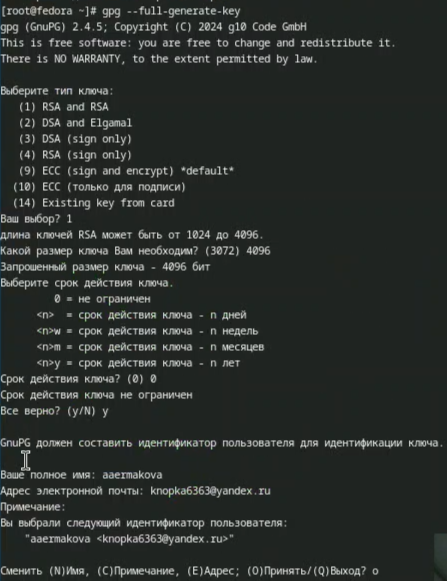 [root@fedora ~]# gpg --full-generate-key
gpg (GnuPG) 2.4.5; Copyright (C) 2024 g10 Code GmbH
This is free software: you are free to change and redistribute it.
There is NO WARRANTY, to the extent permitted by law.
Выберите тип ключа:
(1) RSA and RSA
(2) DSA and Elgamal
(3) DSA (sign only)
(4) RSA (sign only)
(9) ECC (sign and encrypt) *default*
(10) ECC (только для подписи)
(14) Existing key from card
Ваш выбор? 1
длина ключей RSA может быть от 1024 до 4096.
Какой размер ключа Вам необходим? (3072) 4096
Запрошенный размер ключа - 4096 бит
Выберите срок действия ключа.
0 = не ограничен
<n> = срок действия ключа - n дней
<n>w = срок действия ключа - n недель
<n>m = срок действия ключа - n месяцев
<n>y = срок действия ключа - n лет
Срок действия ключа? (0) 0
Срок действия ключа не ограничен
Все верно? (y/N) y
GnuPG должен составить идентификатор пользователя для идентификации ключа.
Ваше полное имя: aaermakova
Адрес электронной почты: knopka6363@yandex.ru
Примечание:
Вы выбрали следующий идентификатор пользователя:
"aaermakova <knopka6363@yandex.ru>"
Сменить (N)Имя, (C)Примечание, (E)Адрес; (O)Принять/(Q)Выход? o